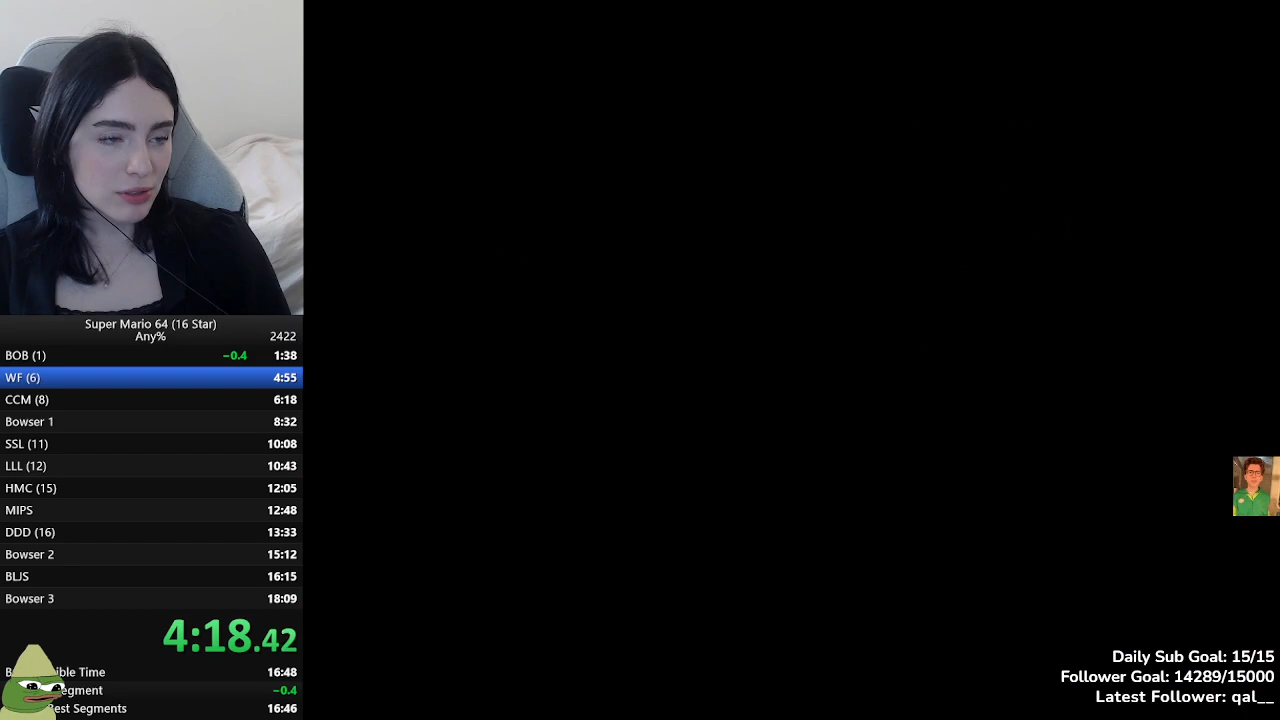 Super Mario 64 (16 Star)
Any% 2422
BOB (1) −0.4 1:38
WF (6) 4:55
CCM (8) 6:18
Bowser 1 8:32
SSL (11) 10:08
LLL (12) 10:43
HMC (15) 12:05
MIPS 12:48
DDD (16) 13:33
Bowser 2 15:12
BLJS 16:15
Bowser 3 18:09
4:18.42
ible Time 16:48
egment −0.4
est Segments 16:46
Daily Sub Goal: 15/15
Follower Goal: 14289/15000
Latest Follower: qal__